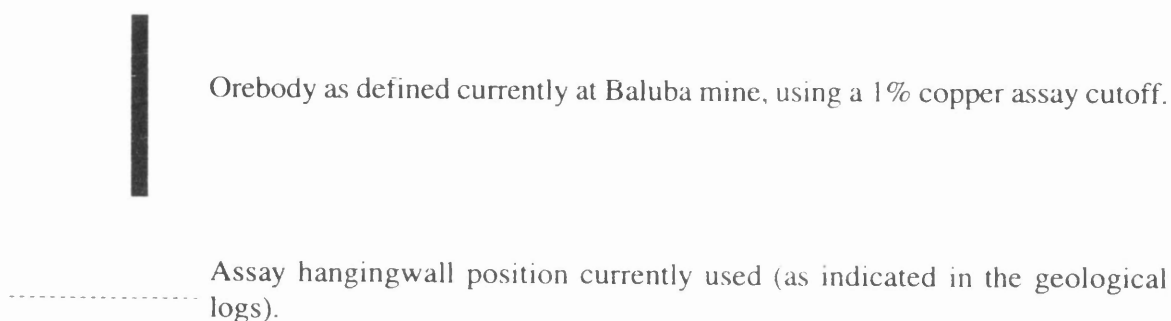 Orebody as defined currently at Baluba mine, using a 1% copper assay cutoff.
Assay hangingwall position currently used (as indicated in the geological
logs).